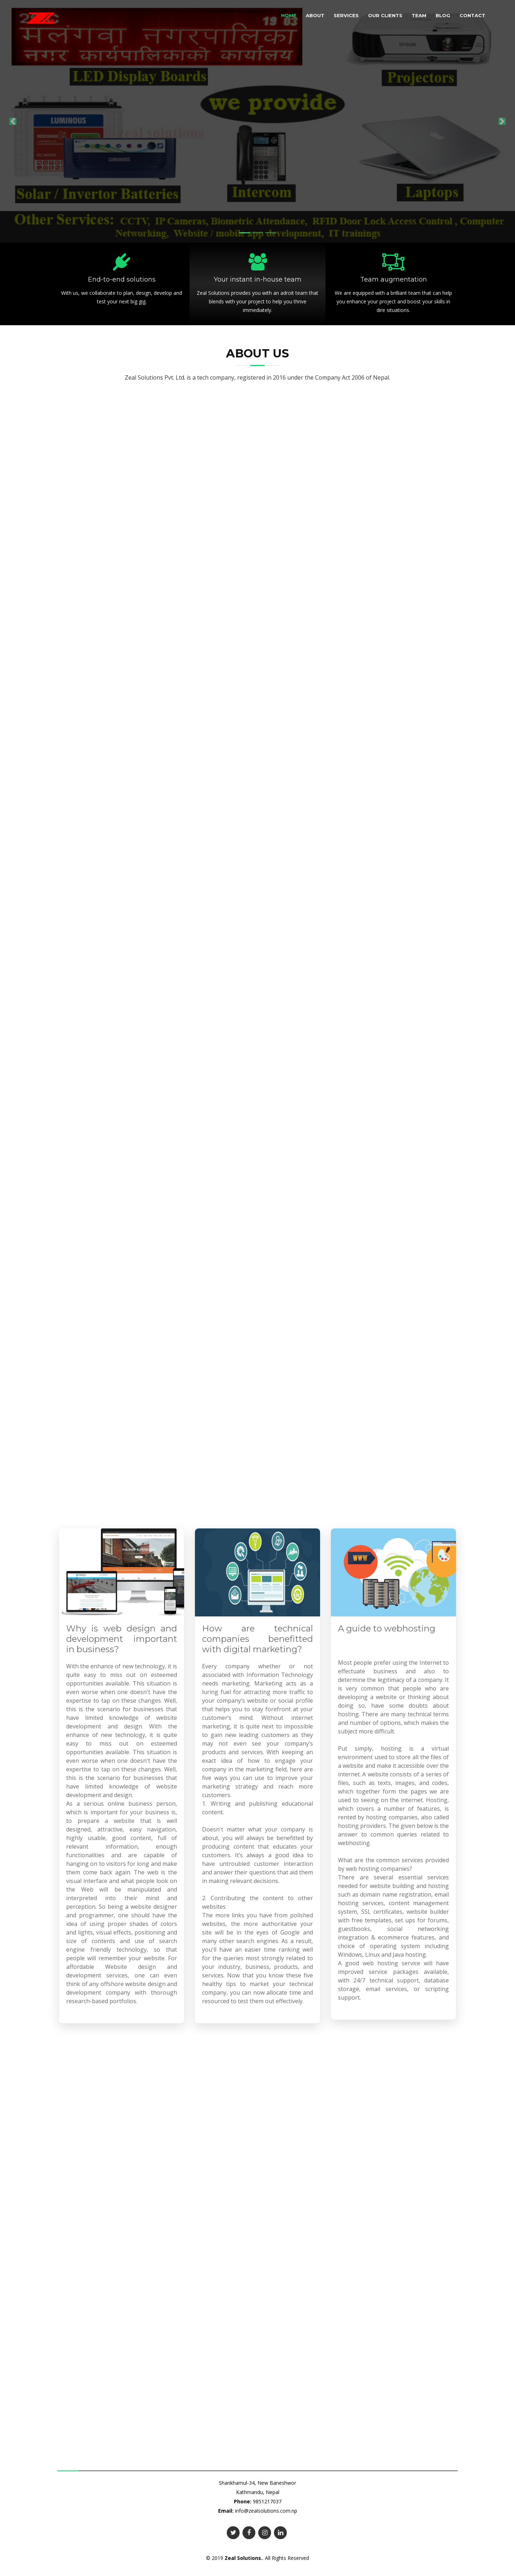 HOME ABOUT SERVICES OUR CLIENTS TEAM BLOG CONTACT
मलंगवा नगरपालिका
नगर कार्यपालिकाको कार्यालय
LED Display Boards
Projectors
we provide
LUMINOUS
zeal solutions
Solar / Invertor Batteries
Intercom
Laptops
Other Services: CCTV, IP Cameras, Biometric Attendance, RFID Door Lock Access Control , Computer
Networking, Website / mobile app development, IT trainings
End-to-end solutions
With us, we collaborate to plan, design, develop and
test your next big gig.
Your instant in-house team
Zeal Solutions provides you with an adroit team that
blends with your project to help you thrive
immediately.
Team augmentation
We are equipped with a brilliant team that can help
you enhance your project and boost your skills in
dire situations.
ABOUT US
Zeal Solutions Pvt. Ltd. is a tech company, registered in 2016 under the Company Act 2006 of Nepal.
Why is web design and
development important
in business?
With the enhance of new technology, it is
quite easy to miss out on esteemed
opportunities available. This situation is
even worse when one doesn't have the
expertise to tap on these changes. Well,
this is the scenario for businesses that
have limited knowledge of website
development and design. With the
enhance of new technology, it is quite
easy to miss out on esteemed
opportunities available. This situation is
even worse when one doesn't have the
expertise to tap on these changes. Well,
this is the scenario for businesses that
have limited knowledge of website
development and design.
As a serious online business person,
which is important for your business is,
to prepare a website that is well
designed, attractive, easy navigation,
highly usable, good content, full of
relevant information, enough
functionalities and are capable of
hanging on to visitors for long and make
them come back again. The web is the
visual interface and what people look on
the Web will be manipulated and
interpreted into their mind and
perception. So being a website designer
and programmer, one should have the
idea of using proper shades of colors
and lights, visual effects, positioning and
size of contents and use of search
engine friendly technology, so that
people will remember your website. For
affordable Website design and
development services, one can even
think of any offshore website design and
development company with thorough
research-based portfolios.
How are technical
companies benefitted
with digital marketing?
Every company whether or not
associated with Information Technology
needs marketing. Marketing acts as a
luring fuel for attracting more traffic to
your company's website or social profile
that helps you to stay forefront at your
customer's mind. Without internet
marketing, it is quite next to impossible
to gain new leading customers as they
may not even see your company's
products and services. With keeping an
exact idea of how to engage your
company in the marketing field, here are
five ways you can use to improve your
marketing strategy and reach more
customers.
1. Writing and publishing educational
content.
Doesn't matter what your company is
about, you will always be benefitted by
producing content that educates your
customers. It's always a good idea to
have untroubled customer interaction
and answer their questions that aid them
in making relevant decisions.
2. Contributing the content to other
websites
The more links you have from polished
websites, the more authoritative your
site will be in the eyes of Google and
many other search engines. As a result,
you'll have an easier time ranking well
for the queries most strongly related to
your industry, business, products, and
services. Now that you know these five
healthy tips to market your technical
company, you can now allocate time and
resourced to test them out effectively.
WWW
A guide to webhosting
Most people prefer using the Internet to
effectuate business and also to
determine the legitimacy of a company. It
is very common that people who are
developing a website or thinking about
doing so, have some doubts about
hosting. There are many technical terms
and number of options, which makes the
subject more difficult.
Put simply, hosting is a virtual
environment used to store all the files of
a website and make it accessible over the
internet. A website consists of a series of
files, such as texts, images, and codes,
which together form the pages we are
used to seeing on the internet. Hosting,
which covers a number of features, is
rented by hosting companies, also called
hosting providers. The given below is the
answer to common queries related to
webhosting.
What are the common services provided
by web hosting companies?
There are several essential services
needed for website building and hosting
such as domain name registration, email
hosting services, content management
system, SSL certificates, website builder
with free templates, set ups for forums,
guestbooks, social networking
integration & ecommerce features, and
choice of operating system including
Windows, Linux and Java hosting.
A good web hosting service will have
improved service packages available,
with 24/7 technical support, database
storage, email services, or scripting
support.
Shankhamul-34, New Baneshwor
Kathmandu, Nepal
Phone: 9851217037
Email: info@zealsolutions.com.np
© 2019 Zeal Solutions.. All Rights Reserved